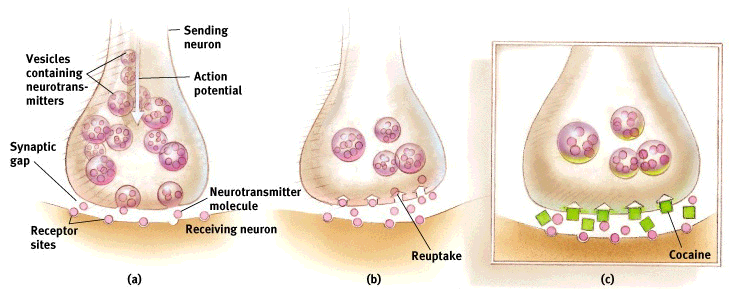 Sending
neuron
Vesicles
containing
neurotrans-
mitters
Action
potential
Synaptic
gap
Receptor
sites
Neurotransmitter
molecule
Receiving neuron
(a)
Reuptake
(b)
Cocaine
(c)